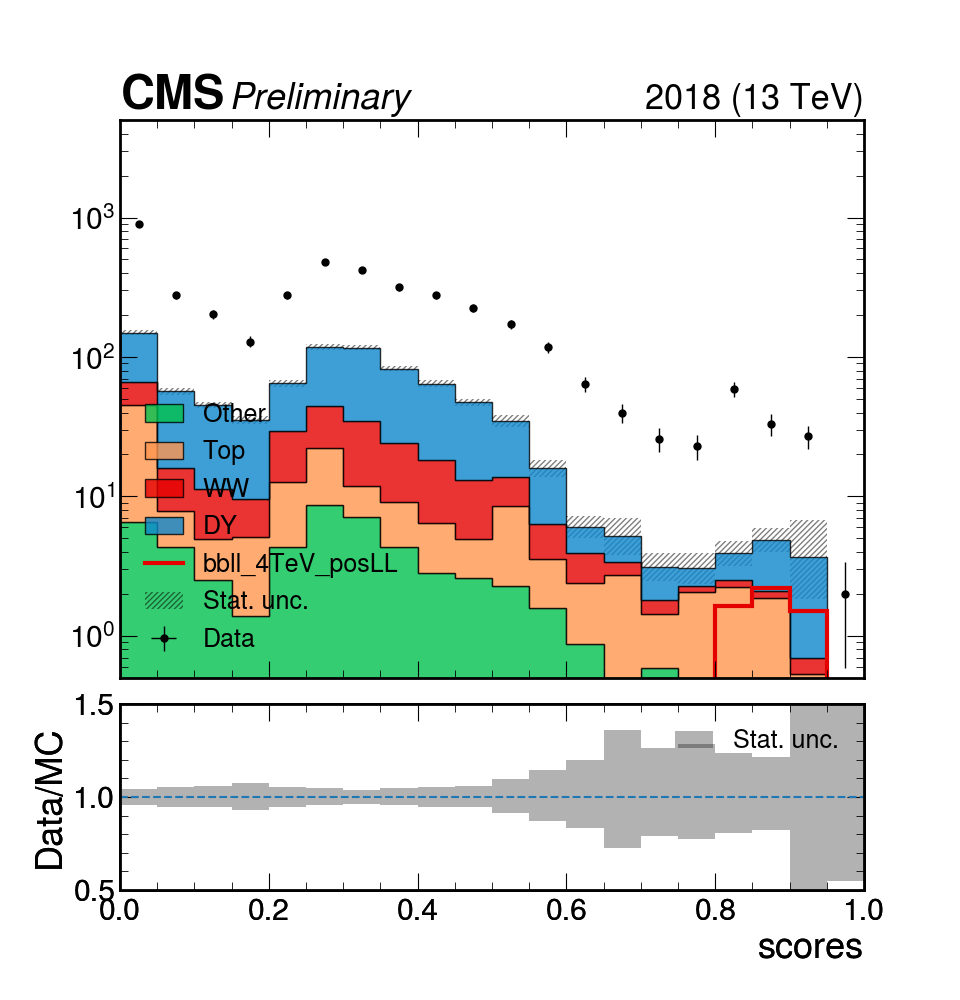 CMS Preliminary 2018 (13 TeV)
10³
10²
10¹
10⁰
Other
Top
WW
DY
bbll_4TeV_posLL
Stat. unc.
Data
1.5
1.0
0.5
Data/MC
Stat. unc.
0.0 0.2 0.4 0.6 0.8 1.0
scores